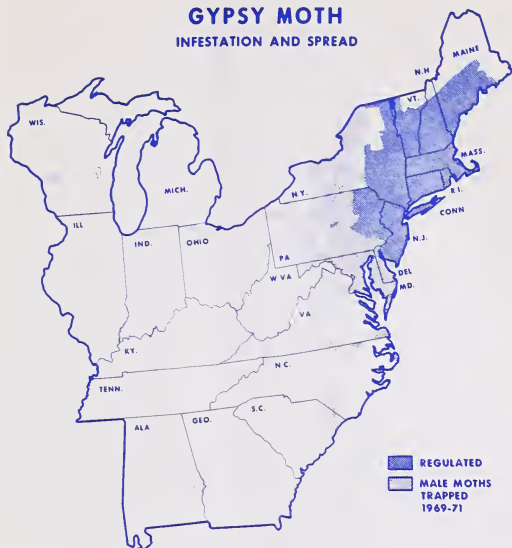 GYPSY MOTH
INFESTATION AND SPREAD
MAINE
N.H
VT.
WIS.
MASS.
MICH.
N.Y.
R I.
CONN
ILL
IND.
OHIO
N.J.
PA
W VA
DEL
MD.
VA
KY.
N C.
TENN.
S.C.
ALA
GEO.
REGULATED
MALE MOTHS
TRAPPED
1969-71